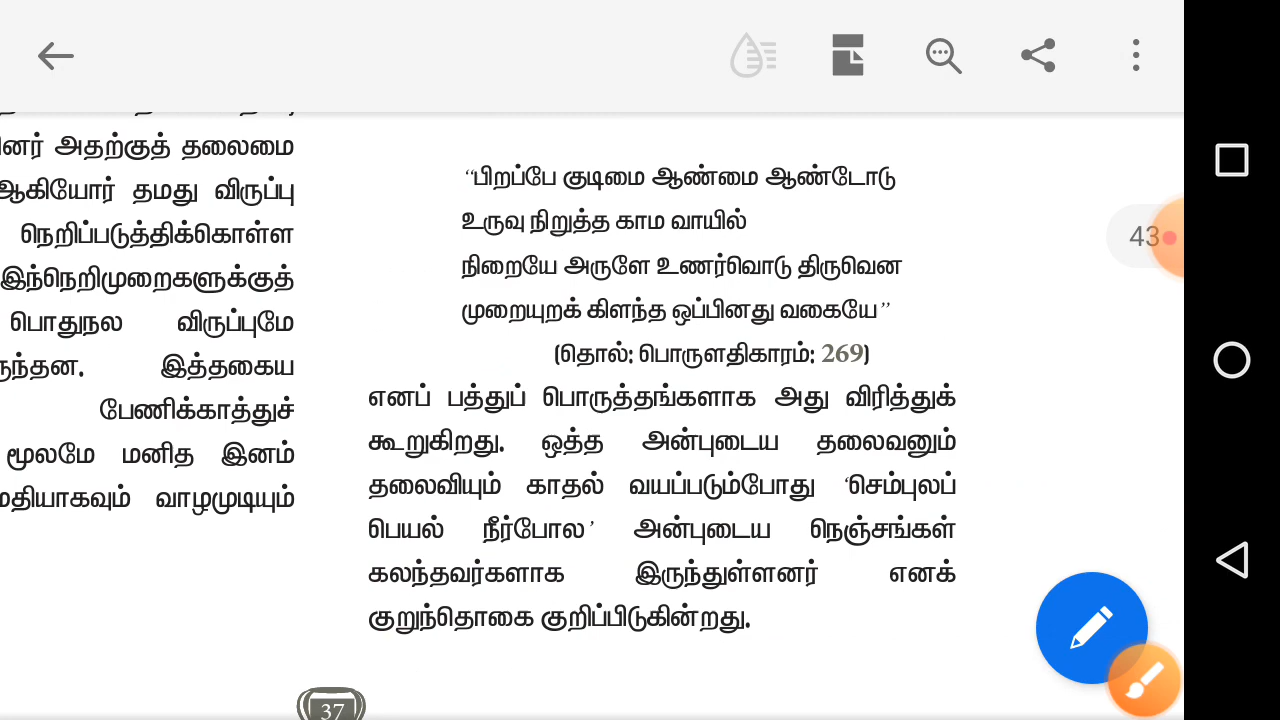 னர் அதற்குத் தலைமை
ஆகியோர் தமது விருப்பு
நெறிப்படுத்திக்கொள்ள
இந்நெறிமுறைகளுக்குத்
பொதுநல விருப்புமே
ருந்தன. இத்தகைய
பேணிக்காத்துச்
மூலமே மனித இனம்
மதியாகவும் வாழமுடியும்
“பிறப்பே குடிமை ஆண்மை ஆண்டோடு
உருவு நிறுத்த காம வாயில்
நிறையே அருளே உணர்வொடு திருவென
முறையுறக் கிளந்த ஒப்பினது வகையே”
(தொல்: பொருளதிகாரம்: 269)
எனப் பத்துப் பொருத்தங்களாக அது விரித்துக்
கூறுகிறது. ஒத்த அன்புடைய தலைவனும்
தலைவியும் காதல் வயப்படும்போது ‘செம்புலப்
பெயல் நீர்போல’ அன்புடைய நெஞ்சங்கள்
கலந்தவர்களாக இருந்துள்ளனர் எனக்
குறுந்தொகை குறிப்பிடுகின்றது.
37
43